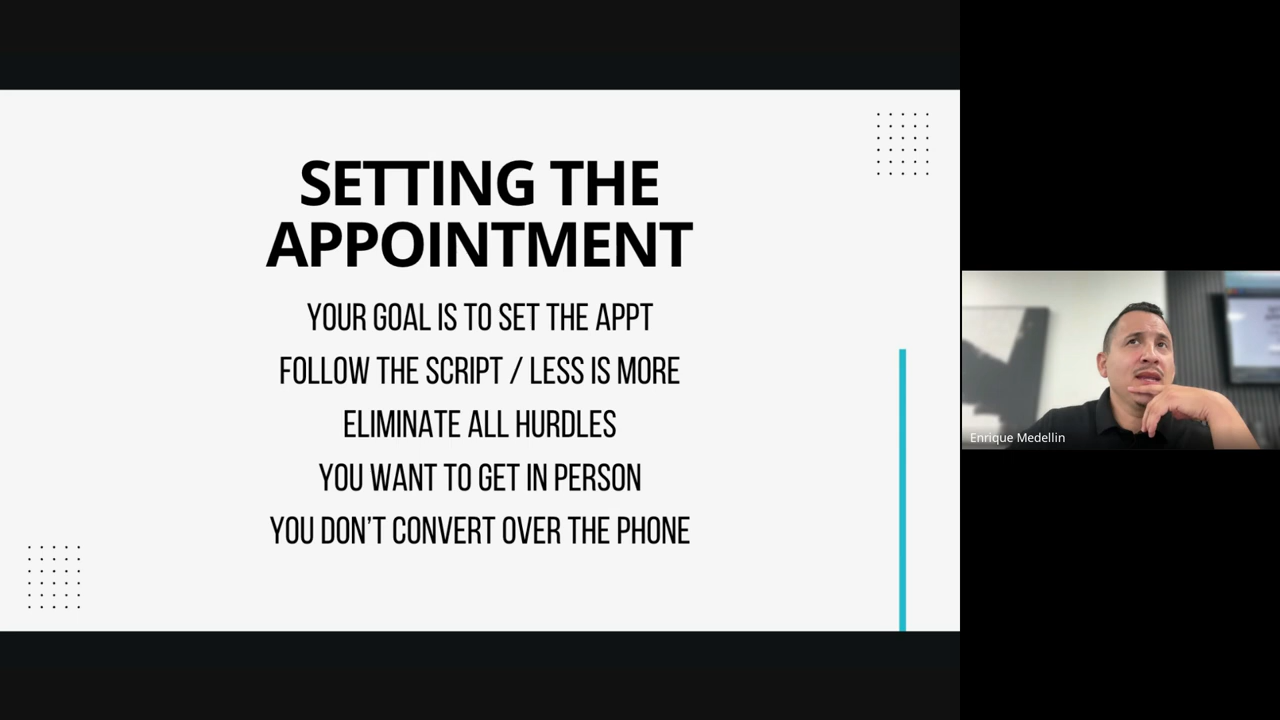 SETTING THE
APPOINTMENT
YOUR GOAL IS TO SET THE APPT
FOLLOW THE SCRIPT / LESS IS MORE
ELIMINATE ALL HURDLES
YOU WANT TO GET IN PERSON
YOU DON'T CONVERT OVER THE PHONE
Enrique Medellin